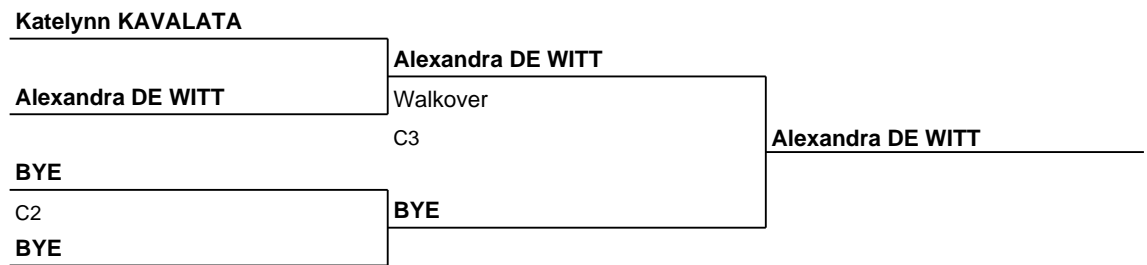 Katelynn KAVALATA
Alexandra DE WITT
Alexandra DE WITT
Walkover
C3
Alexandra DE WITT
BYE
C2
BYE
BYE